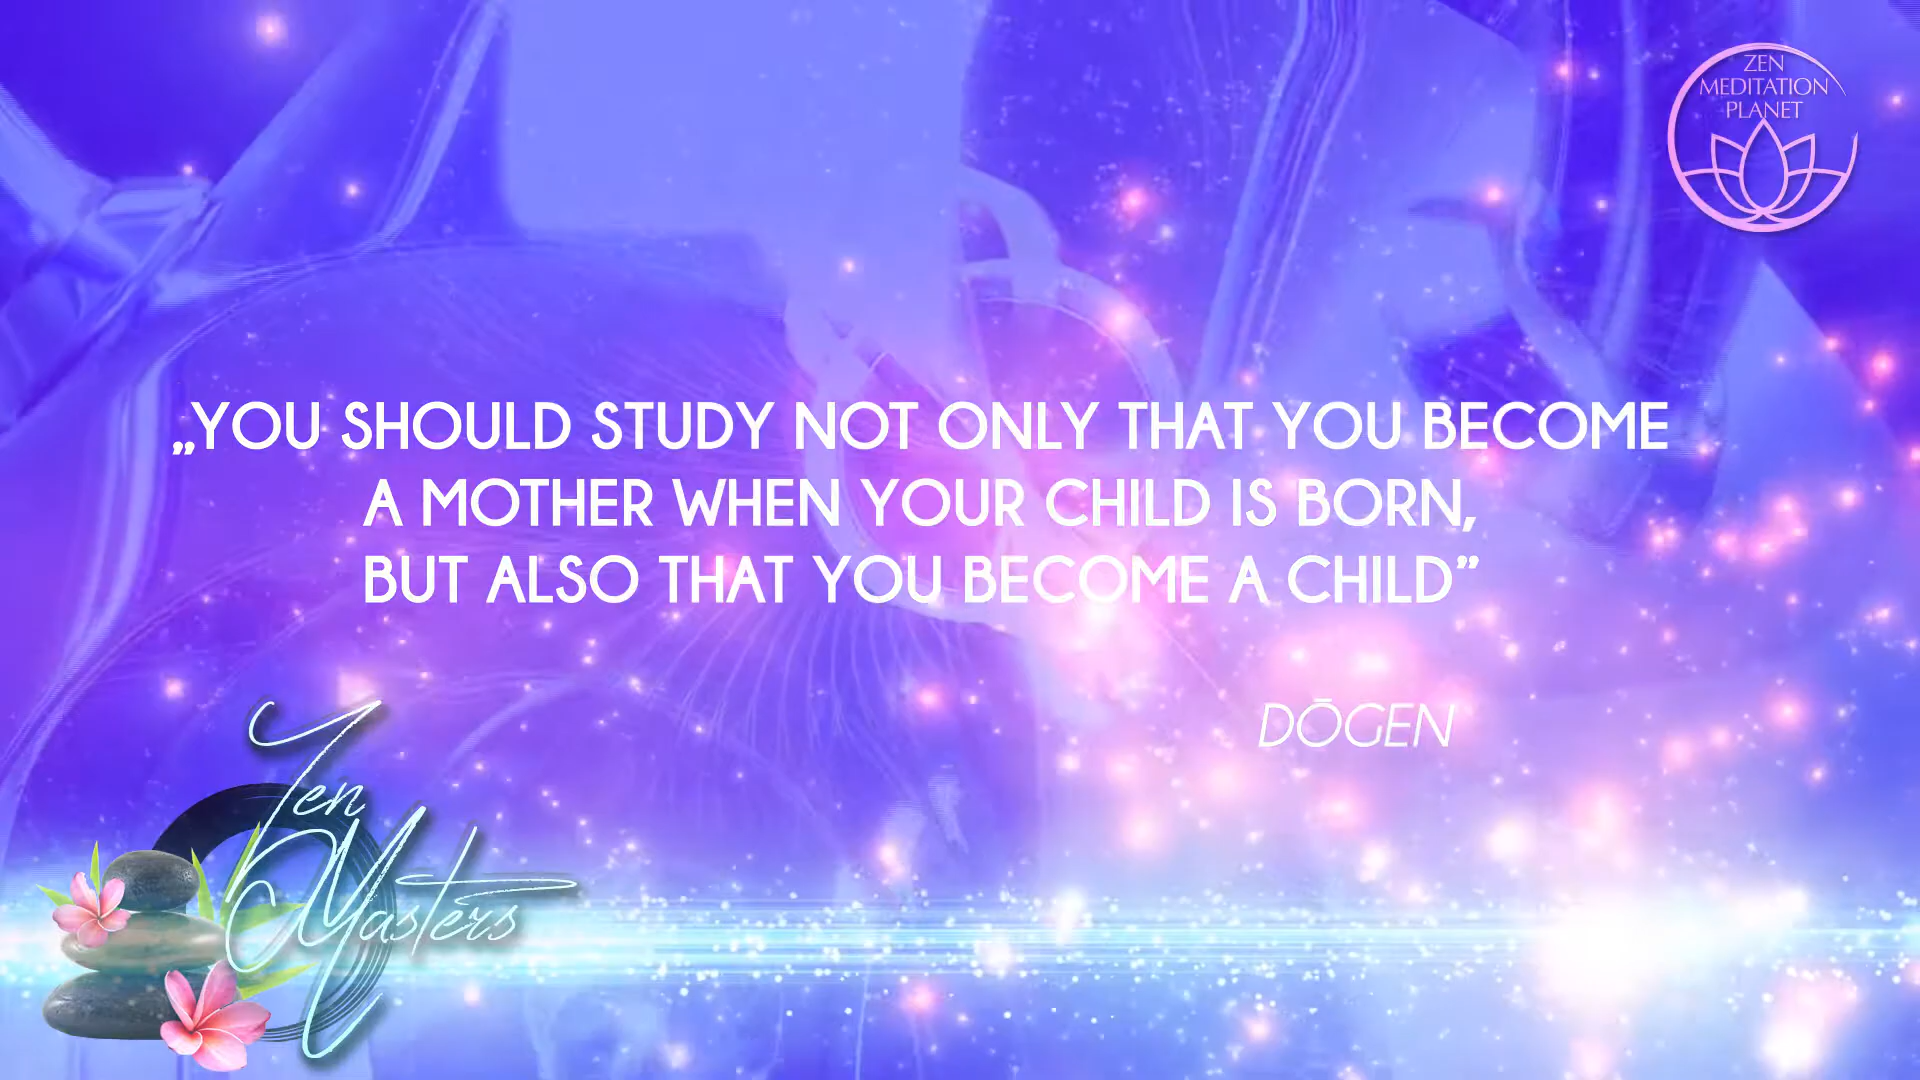 ZEN
MEDITATION
PLANET
„YOU SHOULD STUDY NOT ONLY THAT YOU BECOME
A MOTHER WHEN YOUR CHILD IS BORN,
BUT ALSO THAT YOU BECOME A CHILD”
DŌGEN
Zen
Masters